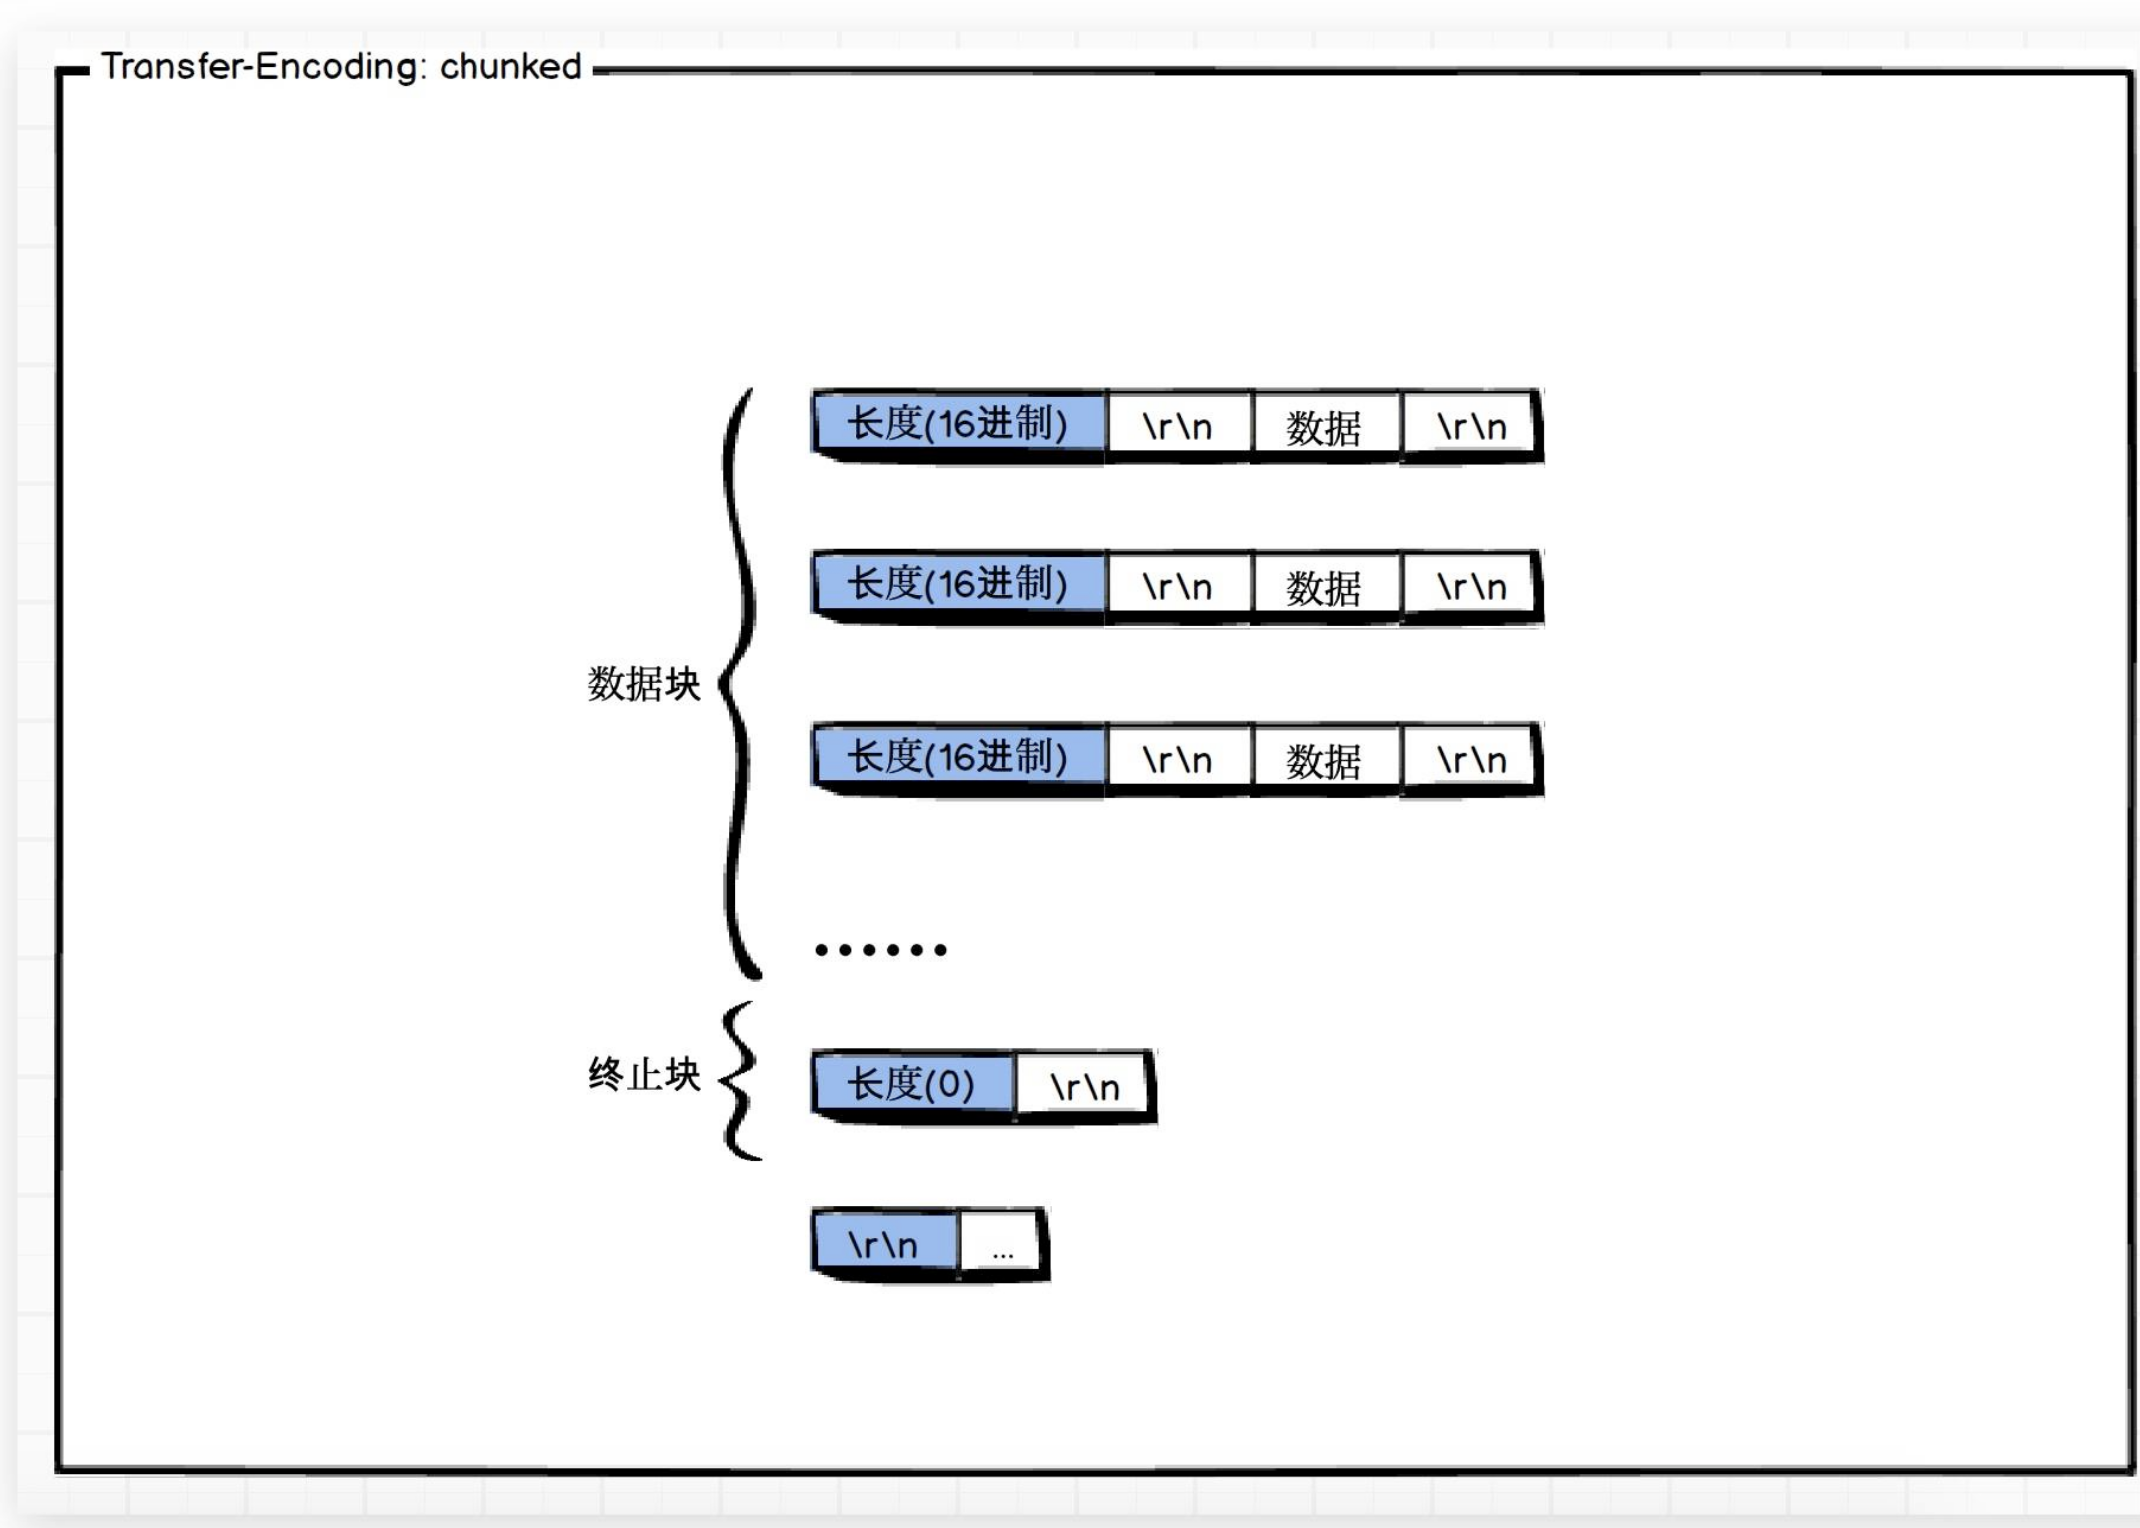 Transfer-Encoding: chunked
长度(16进制) \r\n 数据 \r\n
长度(16进制) \r\n 数据 \r\n
数据块
长度(16进制) \r\n 数据 \r\n
......
终止块
长度(0) \r\n
\r\n ...